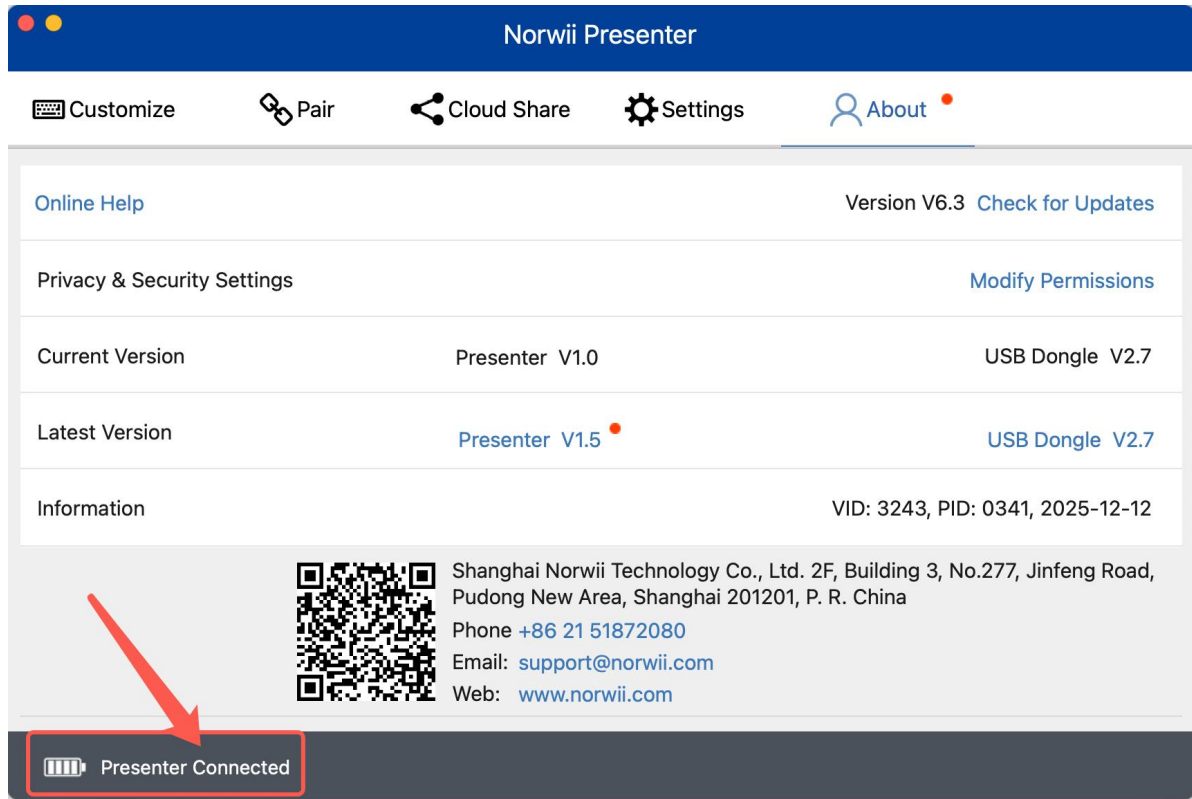 Norwii Presenter
Customize Pair Cloud Share Settings About
Online Help Version V6.3 Check for Updates
Privacy & Security Settings Modify Permissions
Current Version Presenter V1.0 USB Dongle V2.7
Latest Version Presenter V1.5 USB Dongle V2.7
Information VID: 3243, PID: 0341, 2025-12-12
Shanghai Norwii Technology Co., Ltd. 2F, Building 3, No.277, Jinfeng Road,
Pudong New Area, Shanghai 201201, P. R. China
Phone +86 21 51872080
Email: support@norwii.com
Web: www.norwii.com
Presenter Connected